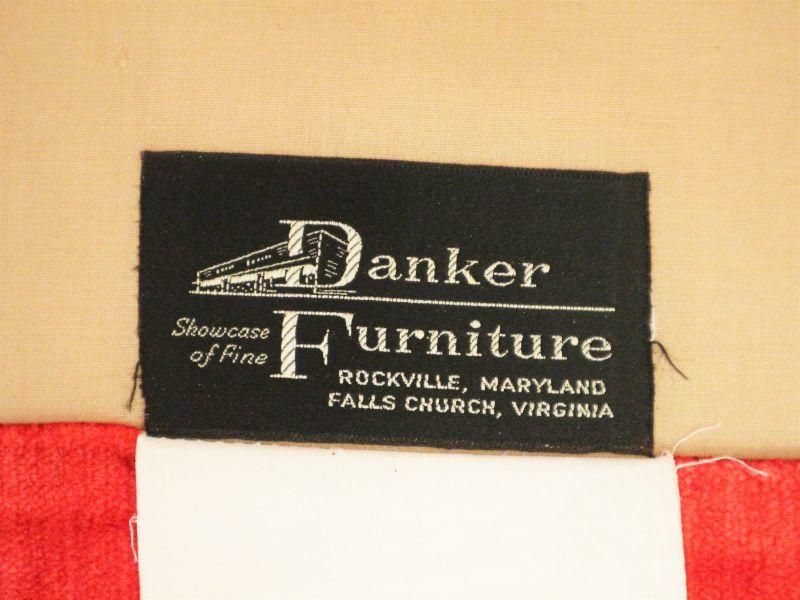 Danker
Showcase
of Fine
Furniture
ROCKVILLE, MARYLAND
FALLS CHURCH, VIRGINIA